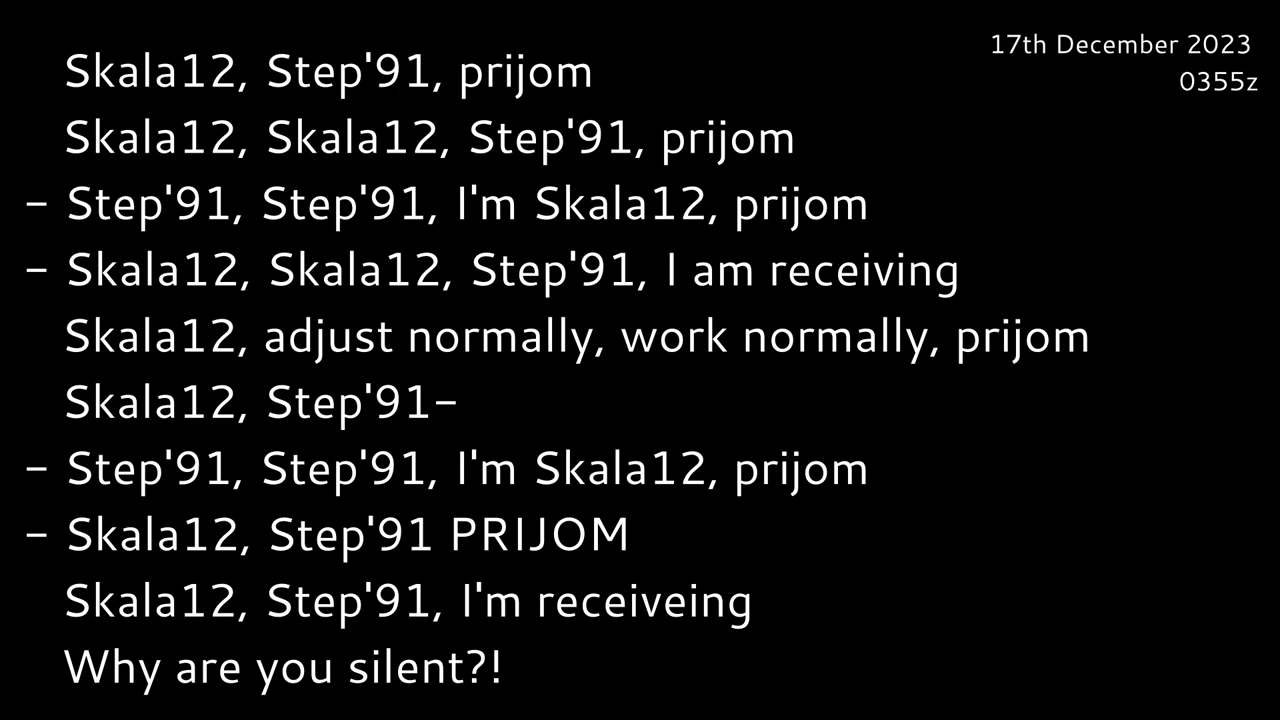 17th December 2023
0355z
Skala12, Step'91, prijom
Skala12, Skala12, Step'91, prijom
– Step'91, Step'91, I'm Skala12, prijom
– Skala12, Skala12, Step'91, I am receiving
Skala12, adjust normally, work normally, prijom
Skala12, Step'91–
– Step'91, Step'91, I'm Skala12, prijom
– Skala12, Step'91 PRIJOM
Skala12, Step'91, I'm receiveing
Why are you silent?!